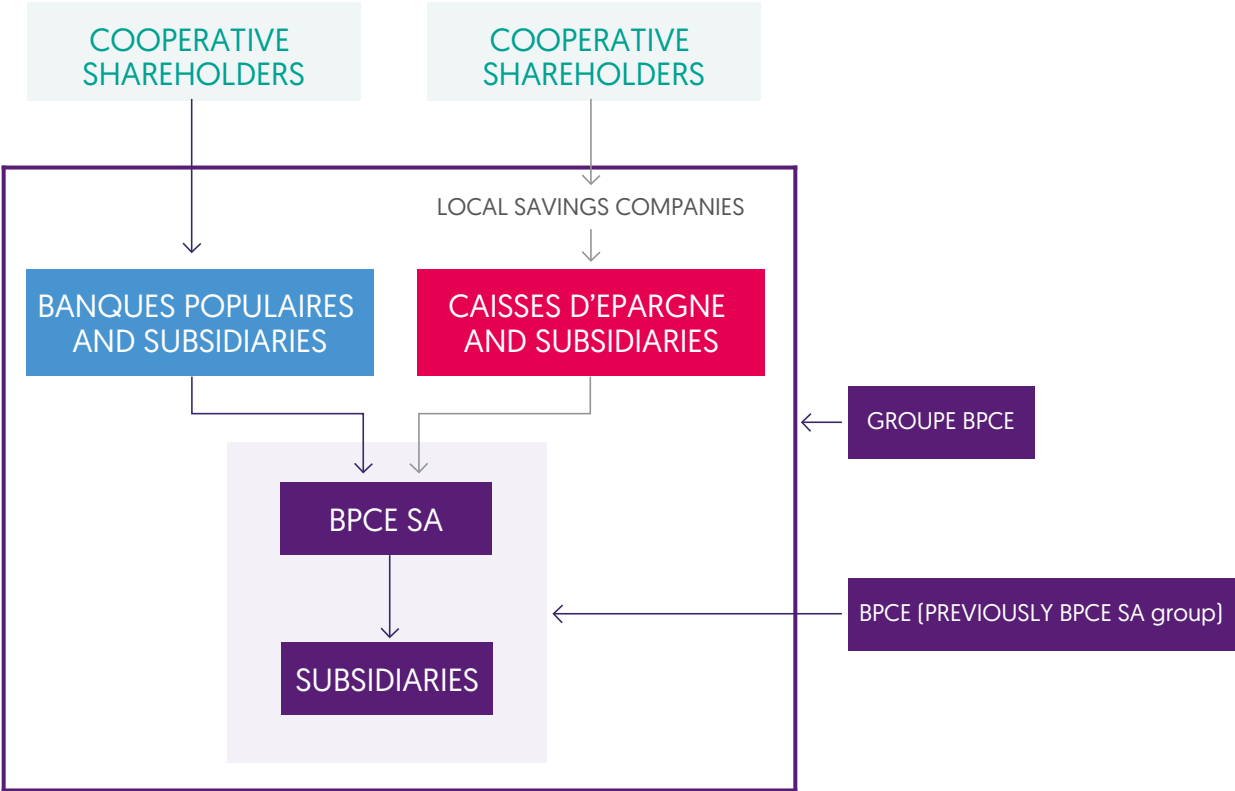 COOPERATIVE
SHAREHOLDERS
COOPERATIVE
SHAREHOLDERS
LOCAL SAVINGS COMPANIES
BANQUES POPULAIRES
AND SUBSIDIARIES
CAISSES D'EPARGNE
AND SUBSIDIARIES
GROUPE BPCE
BPCE SA
BPCE (PREVIOUSLY BPCE SA group)
SUBSIDIARIES